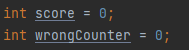 int score = 0;
int wrongCounter = 0;